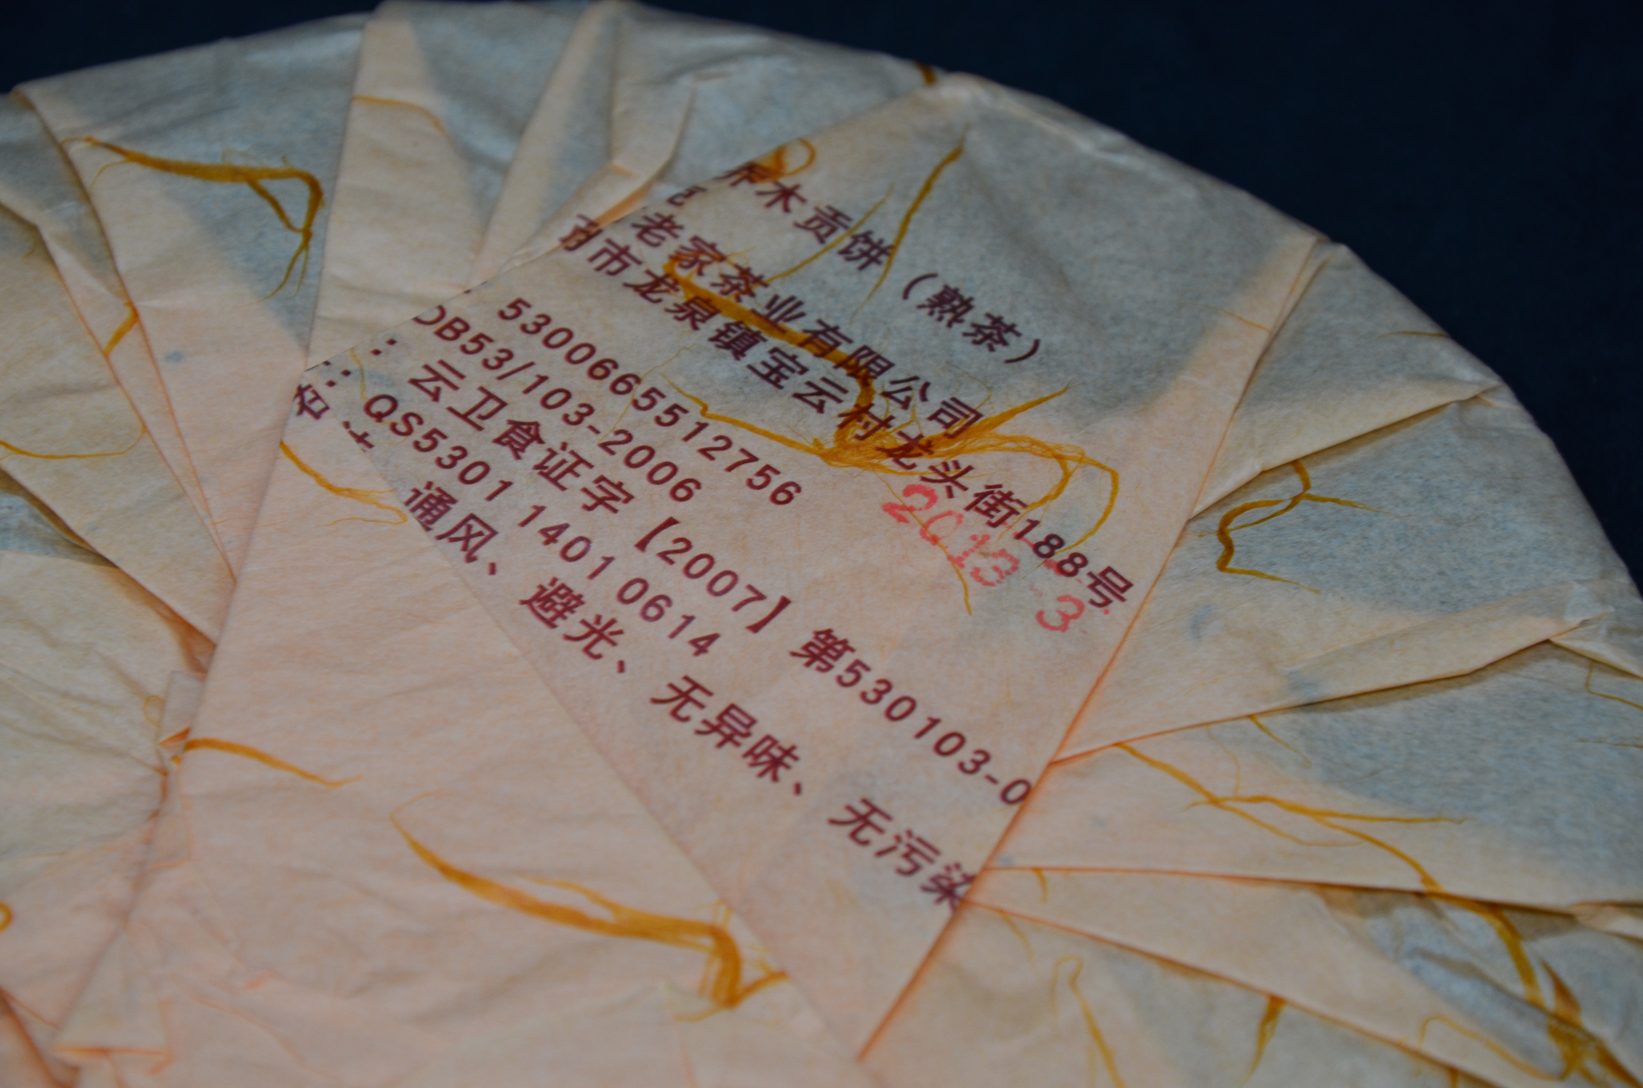 乔木贡饼（熟茶）
老家茶业有限公司
南市龙泉镇宝云村龙头街188号
: 5300665512756
DB53/103-2006
: 云卫食证字【2007】第530103-0
: QS5301 1401 0614
通风、避光、无异味、无污染
2013 3